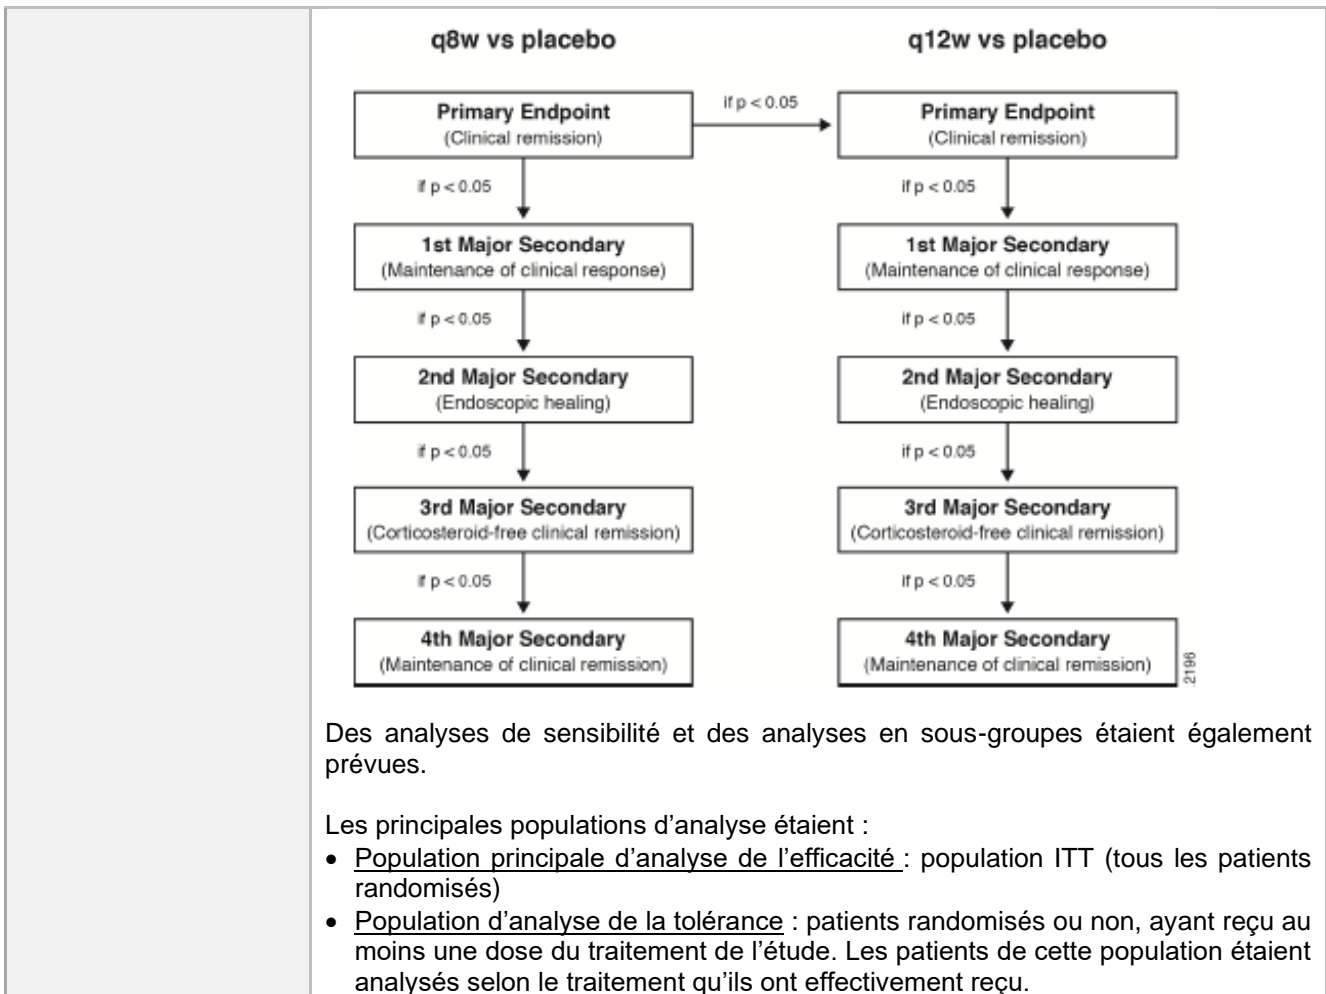 q8w vs placebo
q12w vs placebo
Primary Endpoint
(Clinical remission)
if p < 0.05
Primary Endpoint
(Clinical remission)
if p < 0.05
if p < 0.05
1st Major Secondary
(Maintenance of clinical response)
1st Major Secondary
(Maintenance of clinical response)
if p < 0.05
if p < 0.05
2nd Major Secondary
(Endoscopic healing)
2nd Major Secondary
(Endoscopic healing)
if p < 0.05
if p < 0.05
3rd Major Secondary
(Corticosteroid-free clinical remission)
3rd Major Secondary
(Corticosteroid-free clinical remission)
if p < 0.05
if p < 0.05
4th Major Secondary
(Maintenance of clinical remission)
4th Major Secondary
(Maintenance of clinical remission)
2196
Des analyses de sensibilité et des analyses en sous-groupes étaient également
prévues.
Les principales populations d’analyse étaient :
• Population principale d’analyse de l’efficacité : population ITT (tous les patients
randomisés)
• Population d’analyse de la tolérance : patients randomisés ou non, ayant reçu au
moins une dose du traitement de l’étude. Les patients de cette population étaient
analysés selon le traitement qu’ils ont effectivement reçu.